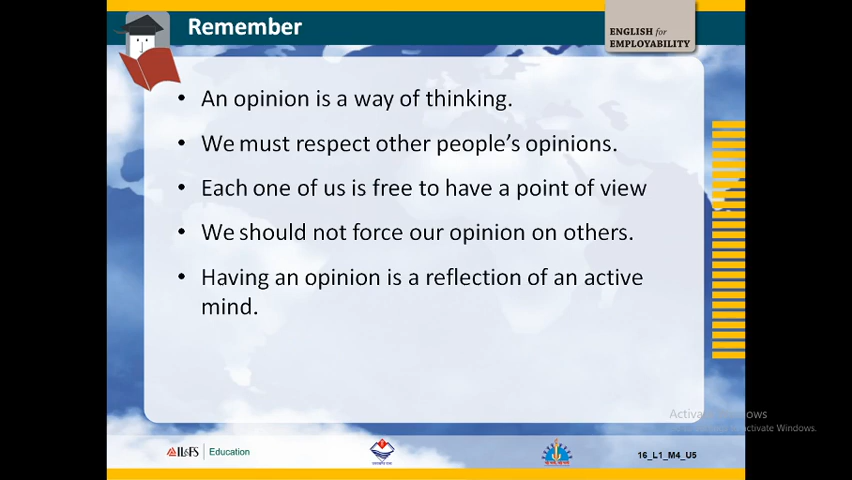 Remember
ENGLISH for
EMPLOYABILITY
• An opinion is a way of thinking.
• We must respect other people's opinions.
• Each one of us is free to have a point of view
• We should not force our opinion on others.
• Having an opinion is a reflection of an active
mind.
IL&FS Education
16_L1_M4_U5